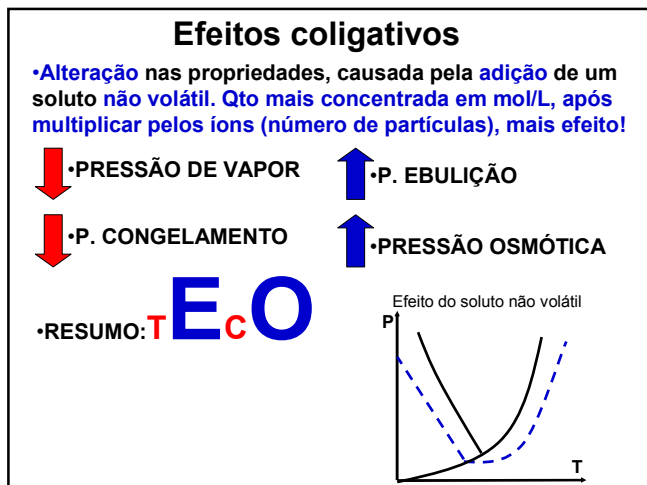 Efeitos coligativos
•Alteração nas propriedades, causada pela adição de um
soluto não volátil. Qto mais concentrada em mol/L, após
multiplicar pelos íons (número de partículas), mais efeito!
•PRESSÃO DE VAPOR
•P. EBULIÇÃO
•P. CONGELAMENTO
•PRESSÃO OSMÓTICA
•RESUMO:TEcO
Efeito do soluto não volátil
P
T